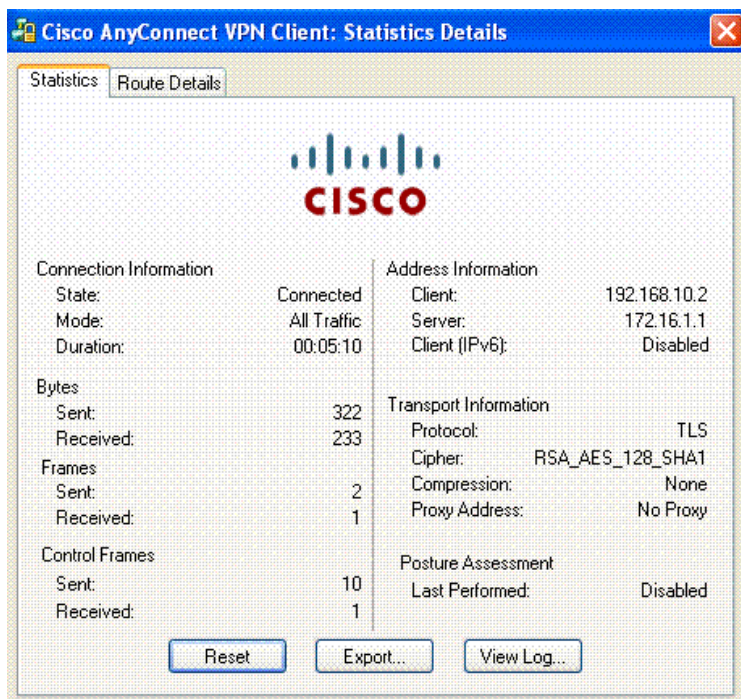 Cisco AnyConnect VPN Client: Statistics Details
Statistics
Route Details
CISCO
Connection Information
State: Connected
Mode: All Traffic
Duration: 00:05:10
Bytes
Sent: 322
Received: 233
Frames
Sent: 2
Received: 1
Control Frames
Sent: 10
Received: 1
Address Information
Client: 192.168.10.2
Server: 172.16.1.1
Client (IPv6): Disabled
Transport Information
Protocol: TLS
Cipher: RSA_AES_128_SHA1
Compression: None
Proxy Address: No Proxy
Posture Assessment
Last Performed: Disabled
Reset
Export...
View Log...